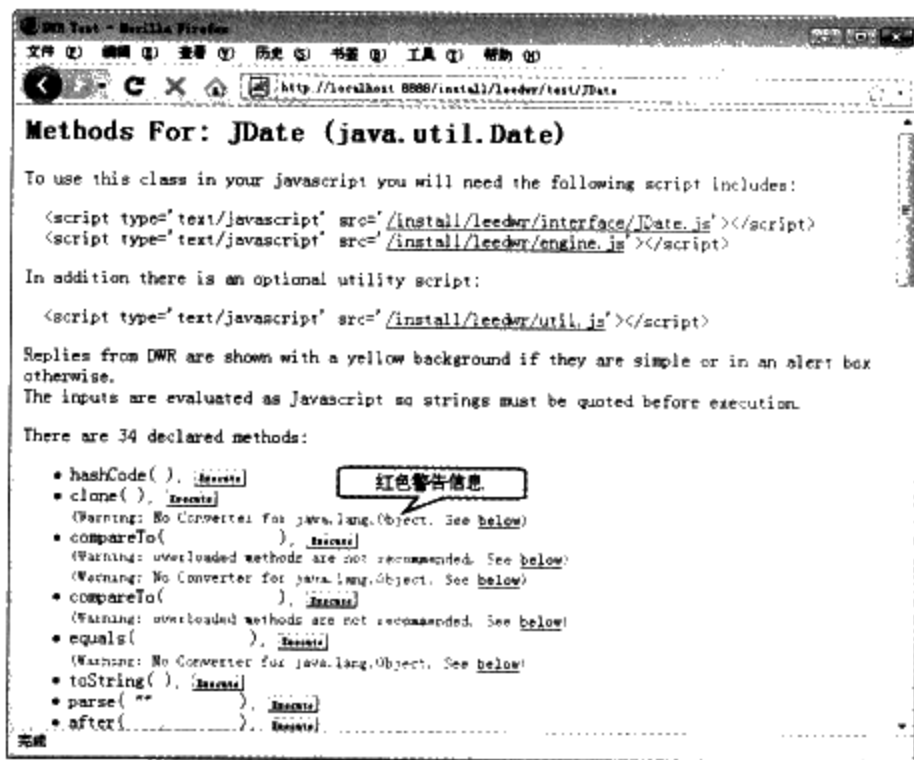 DWR Test - Mozilla Firefox
文件 (F) 编辑 (E) 查看 (V) 历史 (S) 书签 (B) 工具 (T) 帮助 (H)
http://localhost:8888/install/leedwr/test/JDate
Methods For: JDate (java.util.Date)
To use this class in your javascript you will need the following script includes:
<script type='text/javascript' src='/install/leedwr/interface/JDate.js'></script>
<script type='text/javascript' src='/install/leedwr/engine.js'></script>
In addition there is an optional utility script:
<script type='text/javascript' src='/install/leedwr/util.js'></script>
Replies from DWR are shown with a yellow background if they are simple or in an alert box
otherwise.
The inputs are evaluated as Javascript so strings must be quoted before execution.
There are 34 declared methods:
• hashCode( ), Execute
红色警告信息
• clone( ), Execute
(Warning: No Converter for java.lang.Object. See below)
• compareTo( ), Execute
(Warning: overloaded methods are not recommended. See below)
(Warning: No Converter for java.lang.Object. See below)
• compareTo( ), Execute
(Warning: overloaded methods are not recommended. See below)
• equals( ), Execute
(Warning: No Converter for java.lang.Object. See below)
• toString( ), Execute
• parse( "" ), Execute
• after( ), Execute
完成